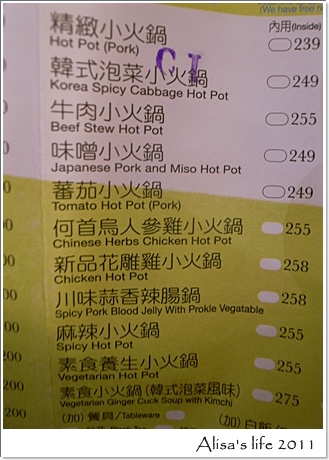 (We have free r
內用(Inside)
精緻小火鍋 239
Hot Pot (Pork)
CI
韓式泡菜小火鍋 249
Korea Spicy Cabbage Hot Pot
牛肉小火鍋 255
Beef Stew Hot Pot
味噌小火鍋 249
Japanese Pork and Miso Hot Pot
蕃茄小火鍋 249
Tomato Hot Pot (Pork)
何首烏人參雞小火鍋 255
Chinese Herbs Chicken Hot Pot
新品花雕雞小火鍋 258
Chicken Hot Pot
川味蒜香辣腸鍋 258
Spicy Pork Blood Jelly With Prokle Vegatable
麻辣小火鍋 255
Spicy Hot Pot
素食養生小火鍋 255
Vegetarian Hot Pot
素食小火鍋(韓式泡菜風味) 275
Vegetarian Ginger Cuck Soup with Kimchi
(加) 餐具/Tableware (加) 白飯
Alisa's life 2011